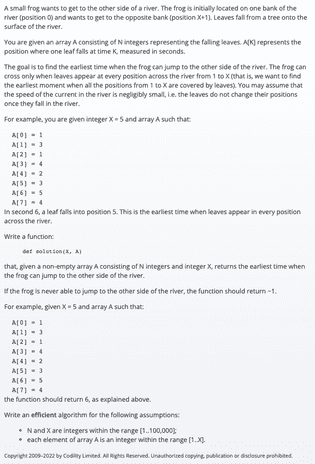 A small frog wants to get to the other side of a river. The frog is initially located on one bank of the
river (position 0) and wants to get to the opposite bank (position X+1). Leaves fall from a tree onto the
surface of the river.
You are given an array A consisting of N integers representing the falling leaves. A[K] represents the
position where one leaf falls at time K, measured in seconds.
The goal is to find the earliest time when the frog can jump to the other side of the river. The frog can
cross only when leaves appear at every position across the river from 1 to X (that is, we want to find
the earliest moment when all the positions from 1 to X are covered by leaves). You may assume that
the speed of the current in the river is negligibly small, i.e. the leaves do not change their positions
once they fall in the river.
For example, you are given integer X = 5 and array A such that:
A[0] = 1
A[1] = 3
A[2] = 1
A[3] = 4
A[4] = 2
A[5] = 3
A[6] = 5
A[7] = 4
In second 6, a leaf falls into position 5. This is the earliest time when leaves appear in every position
across the river.
Write a function:
def solution(X, A)
that, given a non-empty array A consisting of N integers and integer X, returns the earliest time when
the frog can jump to the other side of the river.
If the frog is never able to jump to the other side of the river, the function should return −1.
For example, given X = 5 and array A such that:
A[0] = 1
A[1] = 3
A[2] = 1
A[3] = 4
A[4] = 2
A[5] = 3
A[6] = 5
A[7] = 4
the function should return 6, as explained above.
Write an efficient algorithm for the following assumptions:
N and X are integers within the range [1..100,000];
each element of array A is an integer within the range [1..X].
Copyright 2009–2022 by Codility Limited. All Rights Reserved. Unauthorized copying, publication or disclosure prohibited.